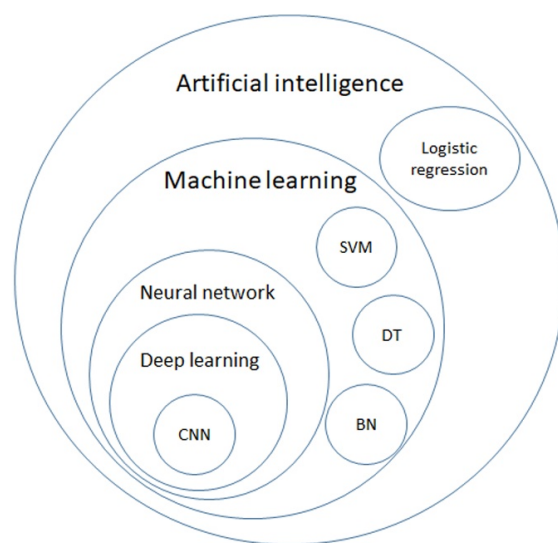 Artificial intelligence
Logistic
regression
Machine learning
SVM
Neural network
DT
Deep learning
BN
CNN